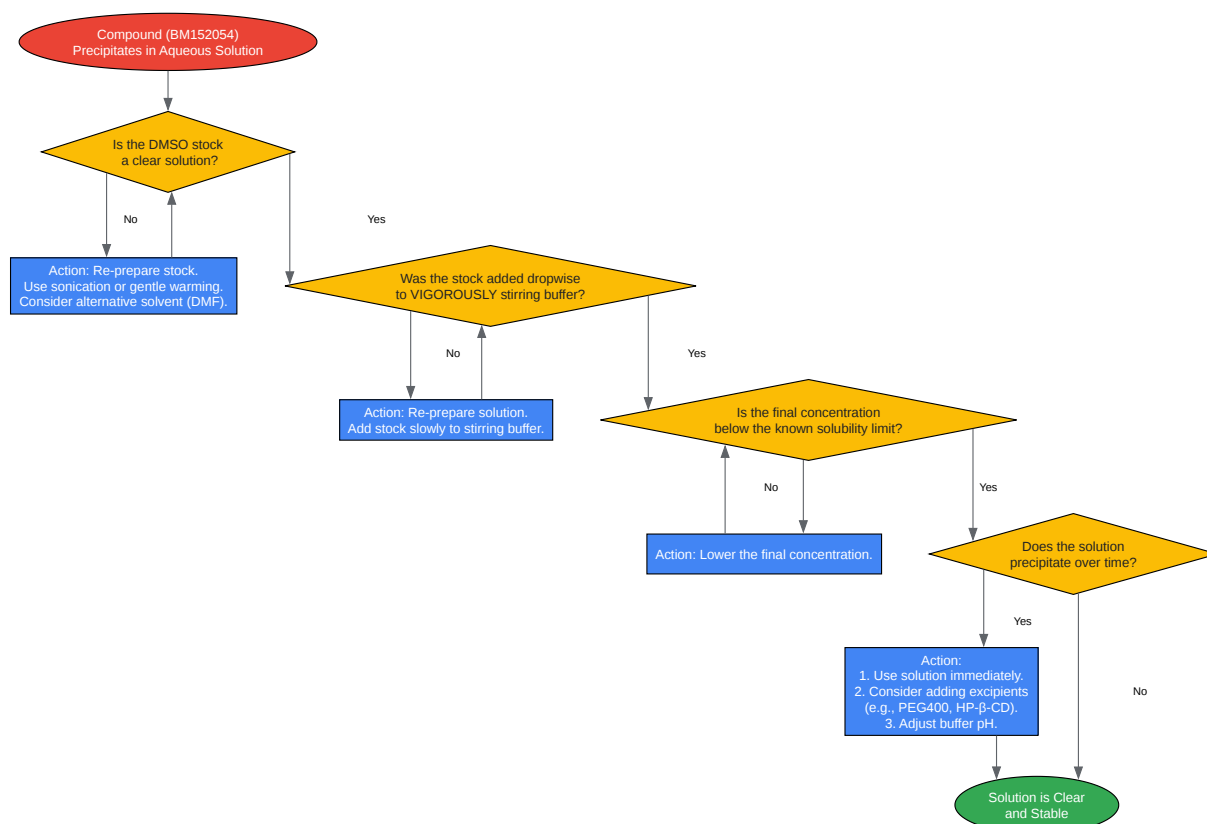 Compound (BM152054)
Precipitates in Aqueous Solution
Is the DMSO stock
a clear solution?
No
Yes
Action: Re-prepare stock.
Use sonication or gentle warming.
Consider alternative solvent (DMF).
Was the stock added dropwise
to VIGOROUSLY stirring buffer?
No
Yes
Action: Re-prepare solution.
Add stock slowly to stirring buffer.
Is the final concentration
below the known solubility limit?
No
Yes
Action: Lower the final concentration.
Does the solution
precipitate over time?
Yes
No
Action:
1. Use solution immediately.
2. Consider adding excipients
(e.g., PEG400, HP-β-CD).
3. Adjust buffer pH.
Solution is Clear
and Stable